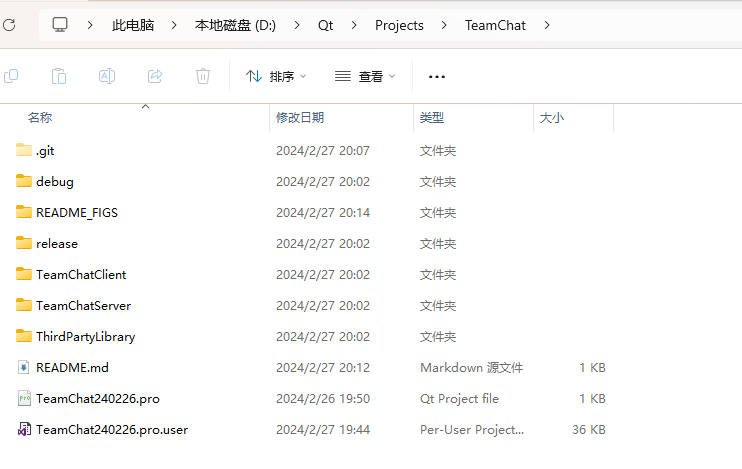 此电脑 本地磁盘 (D:) Qt Projects TeamChat
排序 查看
名称 修改日期 类型 大小
.git 2024/2/27 20:07 文件夹
debug 2024/2/27 20:02 文件夹
README_FIGS 2024/2/27 20:14 文件夹
release 2024/2/27 20:02 文件夹
TeamChatClient 2024/2/27 20:02 文件夹
TeamChatServer 2024/2/27 20:02 文件夹
ThirdPartyLibrary 2024/2/27 20:02 文件夹
README.md 2024/2/27 20:12 Markdown 源文件 1 KB
TeamChat240226.pro 2024/2/26 19:50 Qt Project file 1 KB
TeamChat240226.pro.user 2024/2/27 19:44 Per-User Project... 36 KB